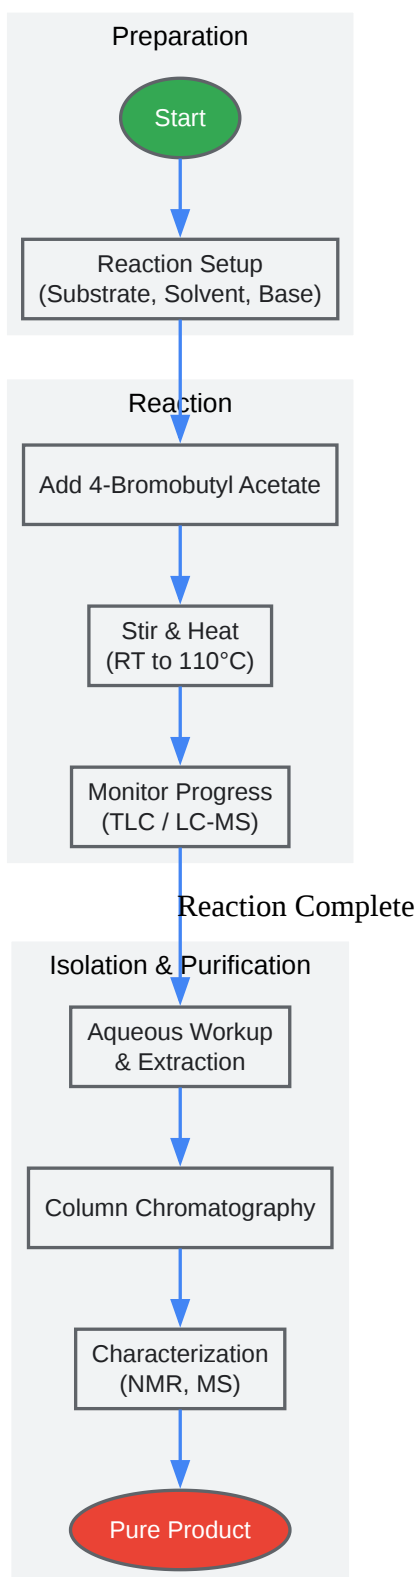 Preparation
Start
Reaction Setup
(Substrate, Solvent, Base)
Reaction
Add 4-Bromobutyl Acetate
Stir & Heat
(RT to 110°C)
Monitor Progress
(TLC / LC-MS)
Reaction Complete
Isolation & Purification
Aqueous Workup
& Extraction
Column Chromatography
Characterization
(NMR, MS)
Pure Product